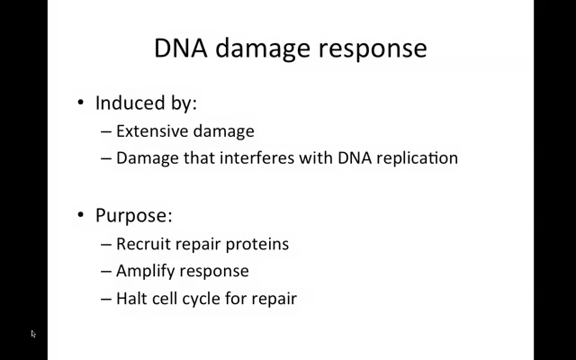 DNA damage response
• Induced by:
– Extensive damage
– Damage that interferes with DNA replication
• Purpose:
– Recruit repair proteins
– Amplify response
– Halt cell cycle for repair